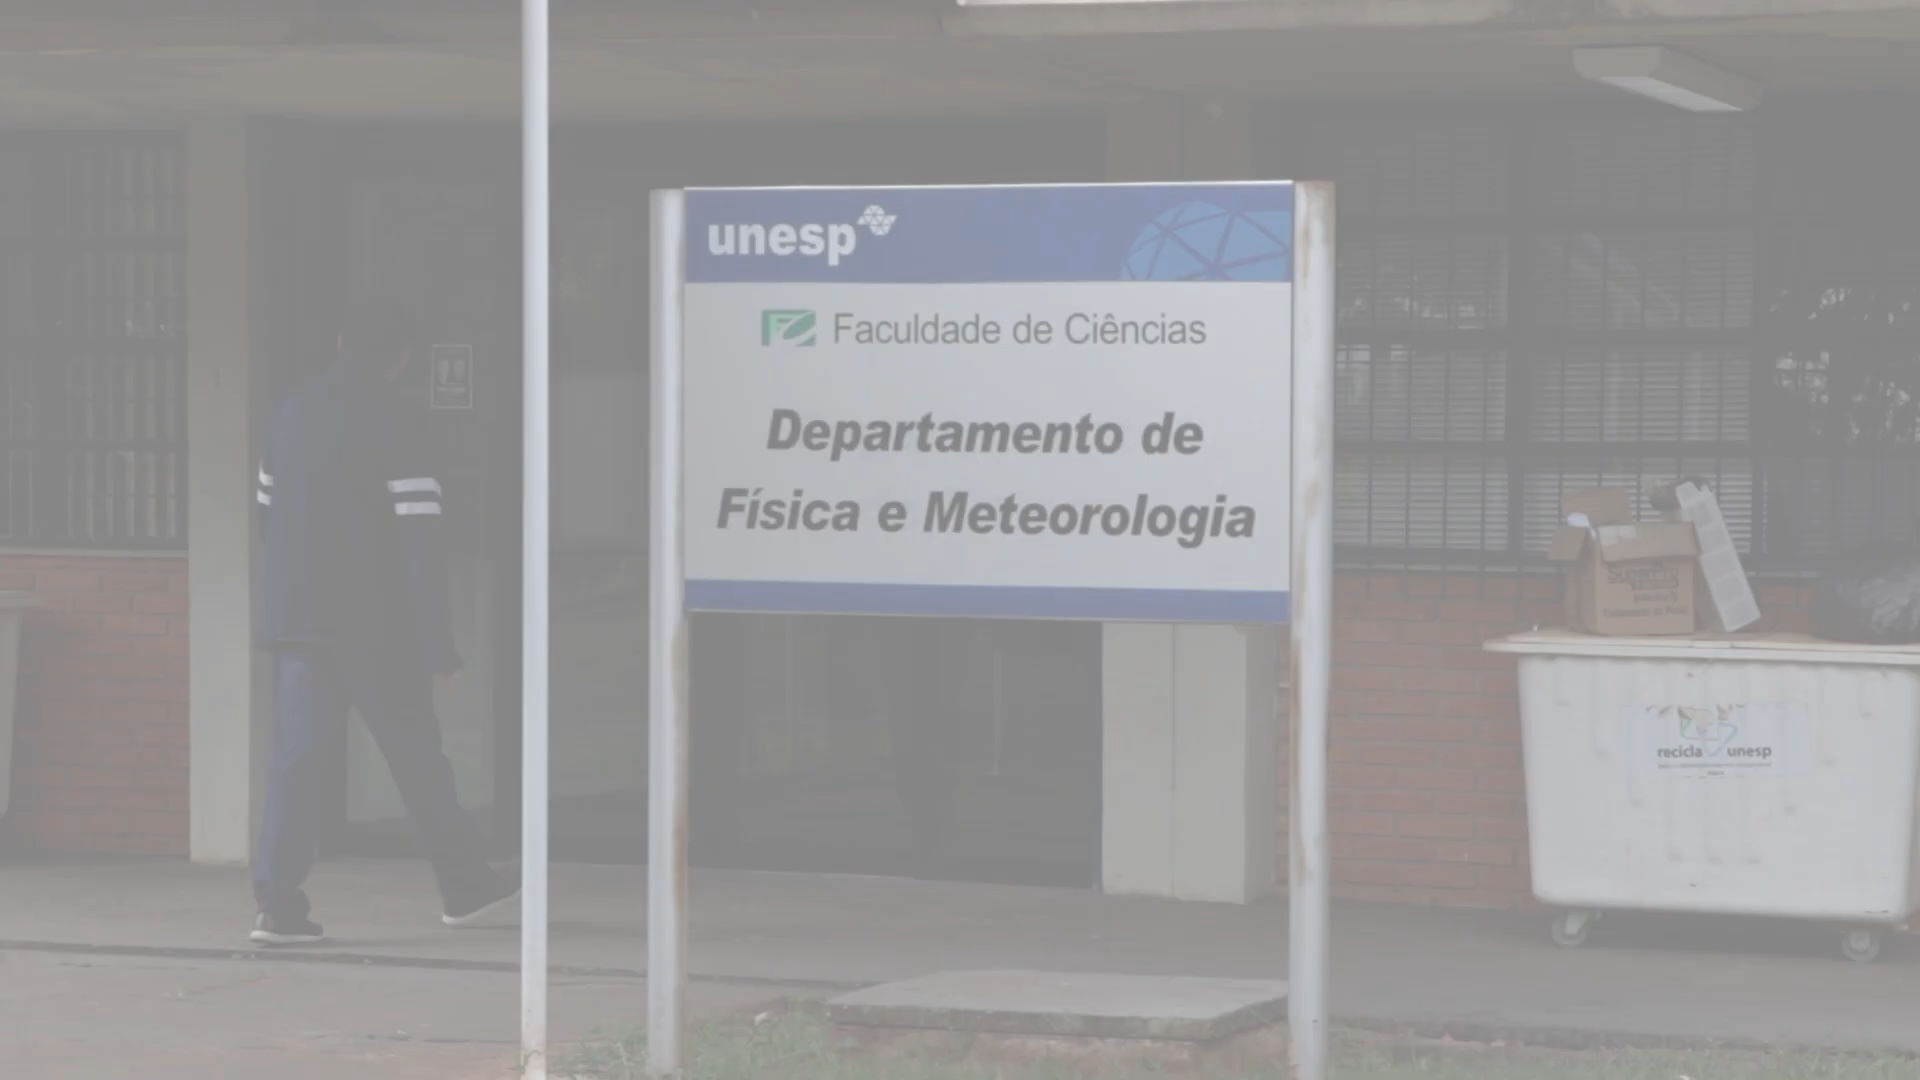 unesp
Faculdade de Ciências
Departamento de
Física e Meteorologia
recicla unesp